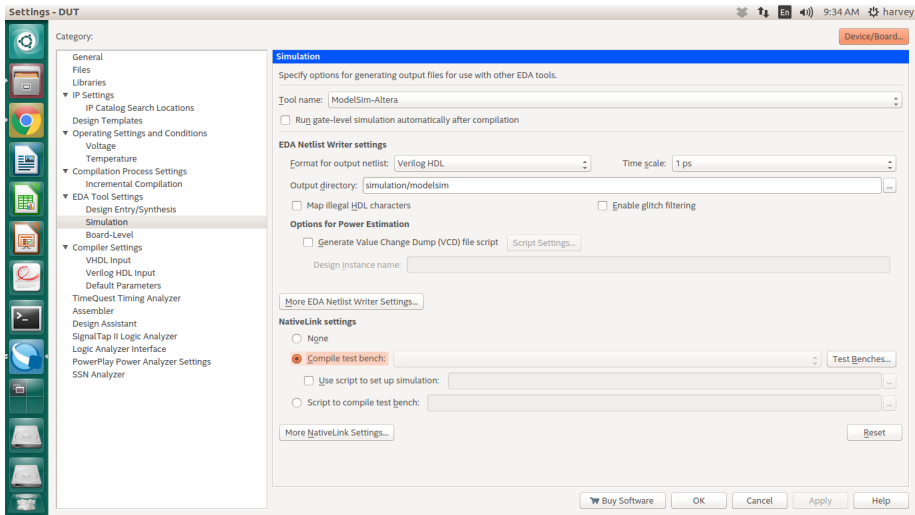 Settings - DUT
En
9:34 AM
harvey
Category:
Device/Board...
General
Files
Libraries
IP Settings
IP Catalog Search Locations
Design Templates
Operating Settings and Conditions
Voltage
Temperature
Compilation Process Settings
Incremental Compilation
EDA Tool Settings
Design Entry/Synthesis
Simulation
Board-Level
Compiler Settings
VHDL Input
Verilog HDL Input
Default Parameters
TimeQuest Timing Analyzer
Assembler
Design Assistant
SignalTap II Logic Analyzer
Logic Analyzer Interface
PowerPlay Power Analyzer Settings
SSN Analyzer
Simulation
Specify options for generating output files for use with other EDA tools.
Tool name: ModelSim-Altera
Run gate-level simulation automatically after compilation
EDA Netlist Writer settings
Format for output netlist: Verilog HDL Time scale: 1 ps
Output directory: simulation/modelsim ...
Map illegal HDL characters Enable glitch filtering
Options for Power Estimation
Generate Value Change Dump (VCD) file script Script Settings...
Design instance name:
More EDA Netlist Writer Settings...
NativeLink settings
None
Compile test bench: Test Benches...
Use script to set up simulation: ...
Script to compile test bench: ...
More NativeLink Settings... Reset
Buy Software OK Cancel Apply Help